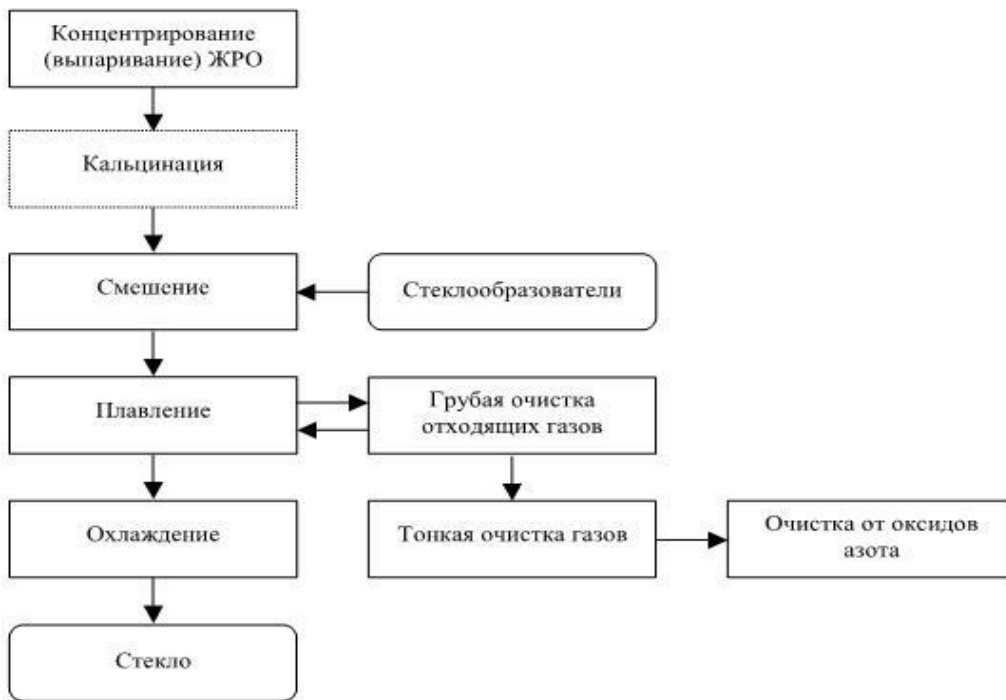 Концентрирование
(выпаривание) ЖРО
Кальцинация
Смешение
Стеклообразователи
Плавление
Грубая очистка
отходящих газов
Охлаждение
Тонкая очистка газов
Очистка от оксидов
азота
Стекло